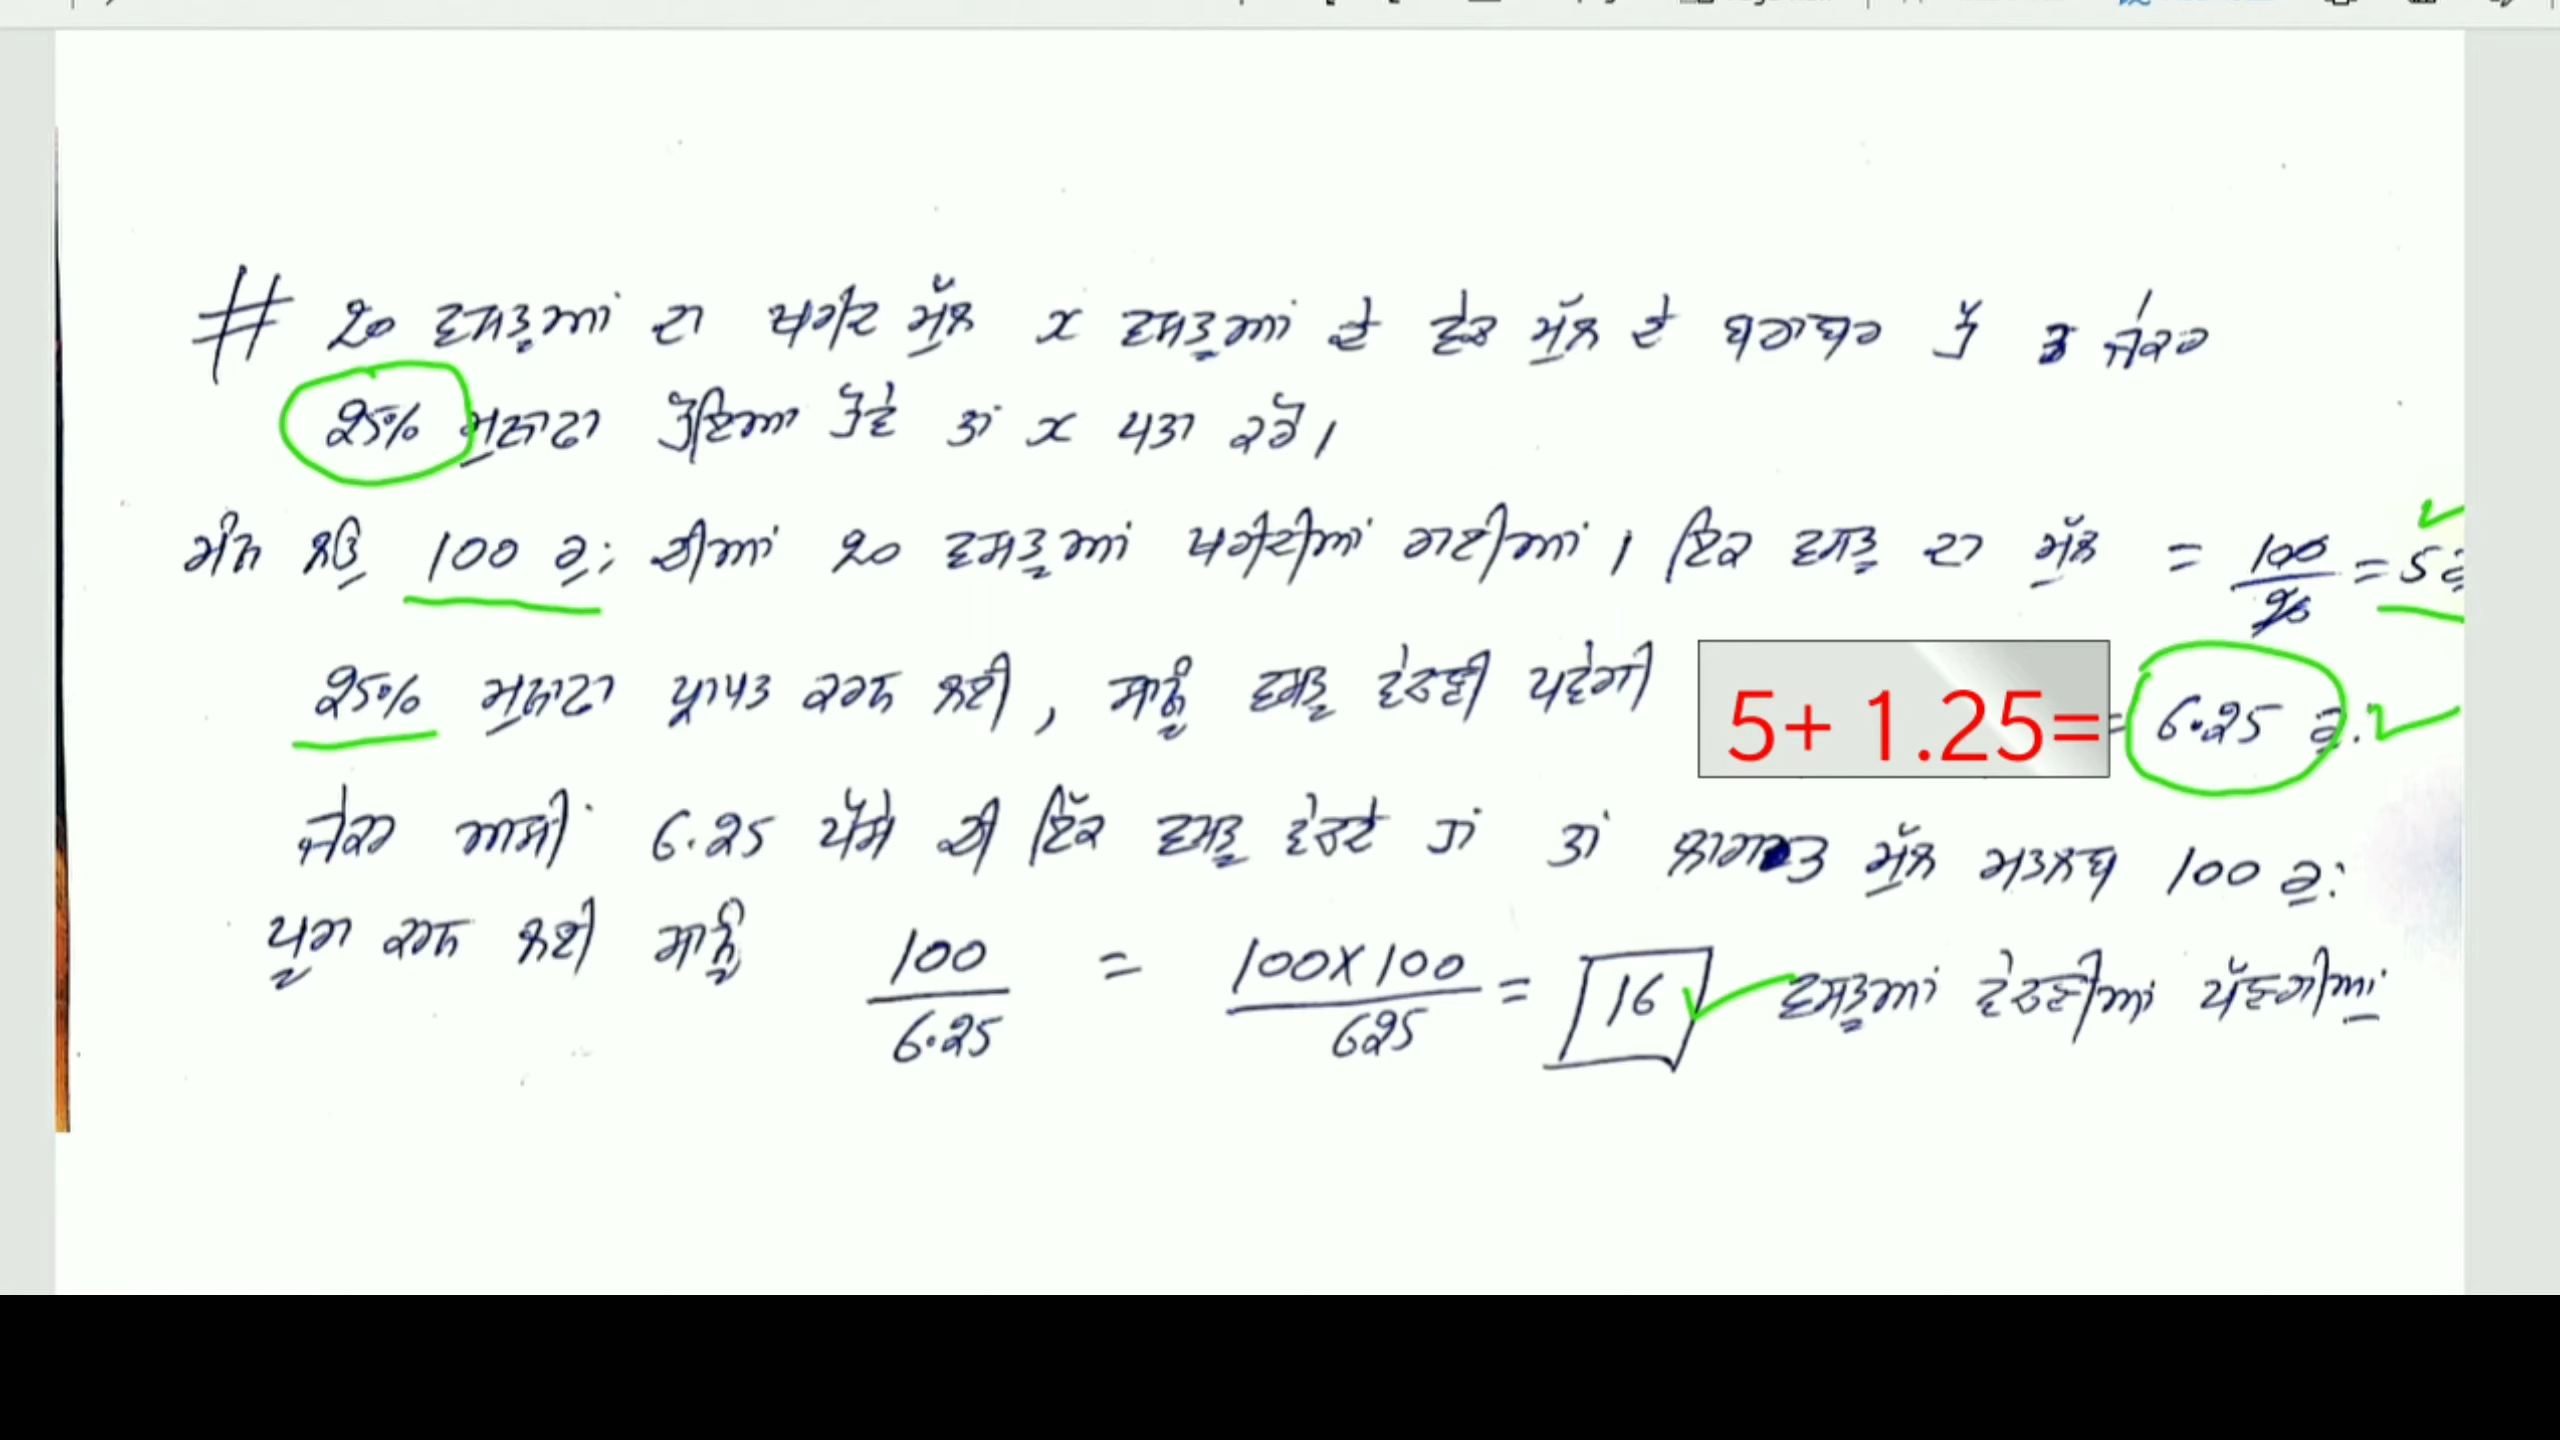 # 20 ਵਸਤੂਆਂ ਦਾ ਖਰੀਦ ਮੁੱਲ x ਵਸਤੂਆਂ ਦੇ ਵੇਚ ਮੁੱਲ ਦੇ ਬਰਾਬਰ ਹੈ ਜੇਕਰ
25% ਮੁਨਾਫਾ ਹੋਇਆ ਹੋਵੇ ਤਾਂ x ਪਤਾ ਕਰੋ।
ਮੰਨ ਲਓ 100 ਰੁ: ਦੀਆਂ 20 ਵਸਤੂਆਂ ਖਰੀਦੀਆਂ ਗਈਆਂ। ਇਕ ਵਸਤੂ ਦਾ ਮੁੱਲ = 100/20 = 5 ਰੁ
25% ਮੁਨਾਫਾ ਪ੍ਰਾਪਤ ਕਰਨ ਲਈ, ਸਾਨੂੰ ਵਸਤੂ ਵੇਚਣੀ ਪਵੇਗੀ 5+ 1.25= = 6.25 ਰੁ.
ਜੇਕਰ ਅਸੀਂ 6.25 ਪੈਸੇ ਦੀ ਇੱਕ ਵਸਤੂ ਵੇਚਦੇ ਹਾਂ ਤਾਂ ਲਾਗਤ ਮੁੱਲ ਮਤਲਬ 100 ਰੁ:
ਪੂਰਾ ਕਰਨ ਲਈ ਸਾਨੂੰ 100/6.25 = 100X100/625 = 16 ਵਸਤੂਆਂ ਵੇਚਣੀਆਂ ਪੈਣਗੀਆਂ